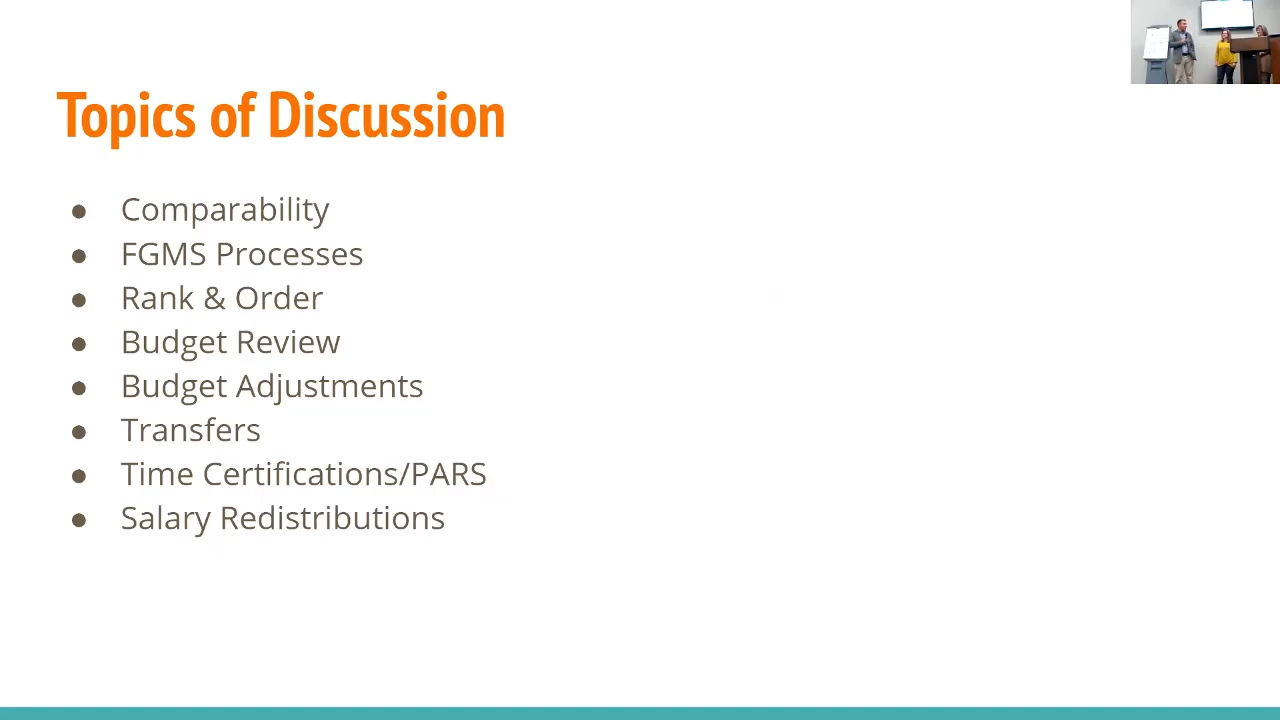 Topics of Discussion
● Comparability
● FGMS Processes
● Rank & Order
● Budget Review
● Budget Adjustments
● Transfers
● Time Certifications/PARS
● Salary Redistributions